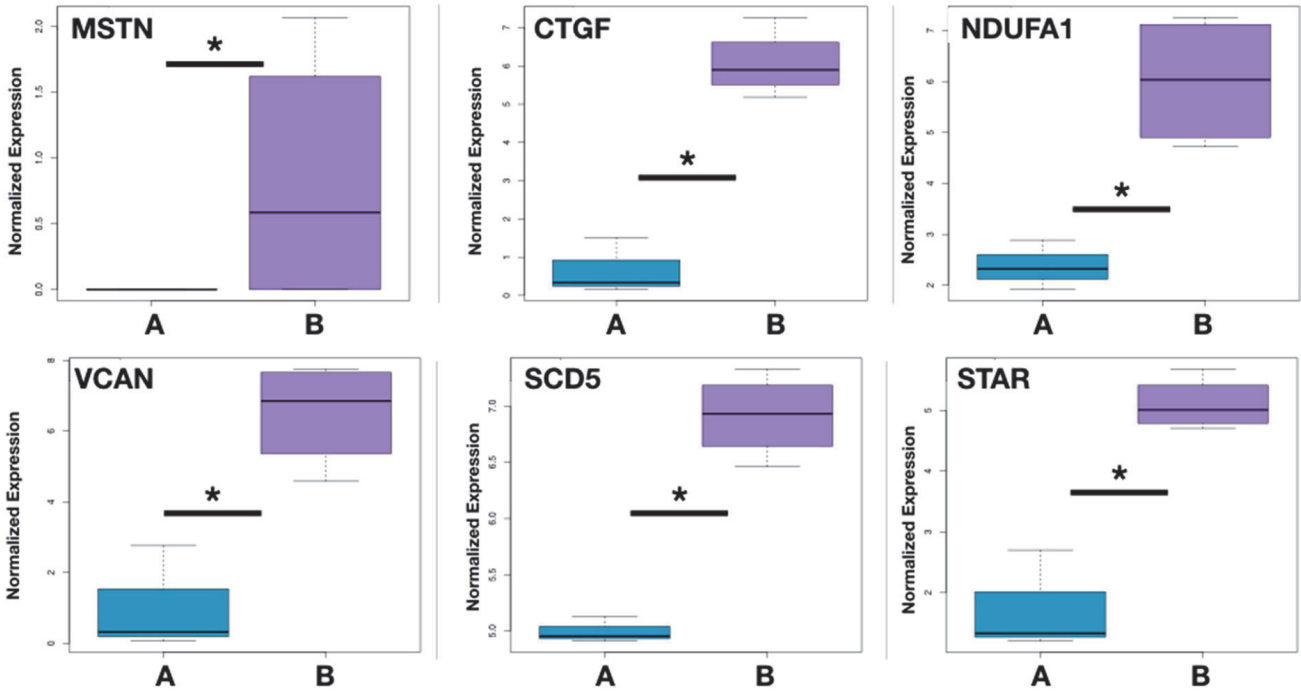 MSTN
*
Normalized Expression
2.0
1.5
1.0
0.5
0.0
A B
CTGF
*
Normalized Expression
7
6
5
4
3
2
1
0
A B
NDUFA1
*
Normalized Expression
7
6
5
4
3
2
A B
VCAN
*
Normalized Expression
8
6
4
2
0
A B
SCD5
*
Normalized Expression
7.0
6.5
6.0
5.5
5.0
A B
STAR
*
Normalized Expression
5
4
3
2
A B